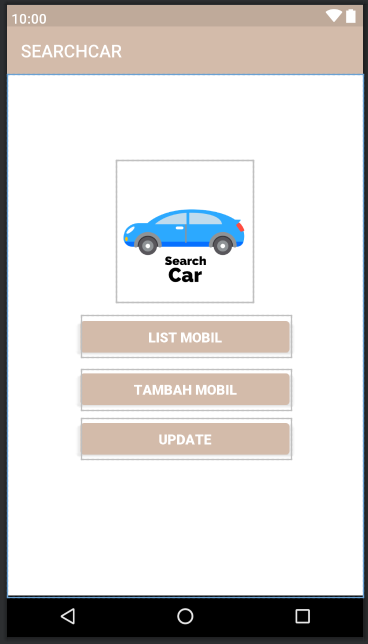 10:00
SEARCHCAR
Search
Car
LIST MOBIL
TAMBAH MOBIL
UPDATE